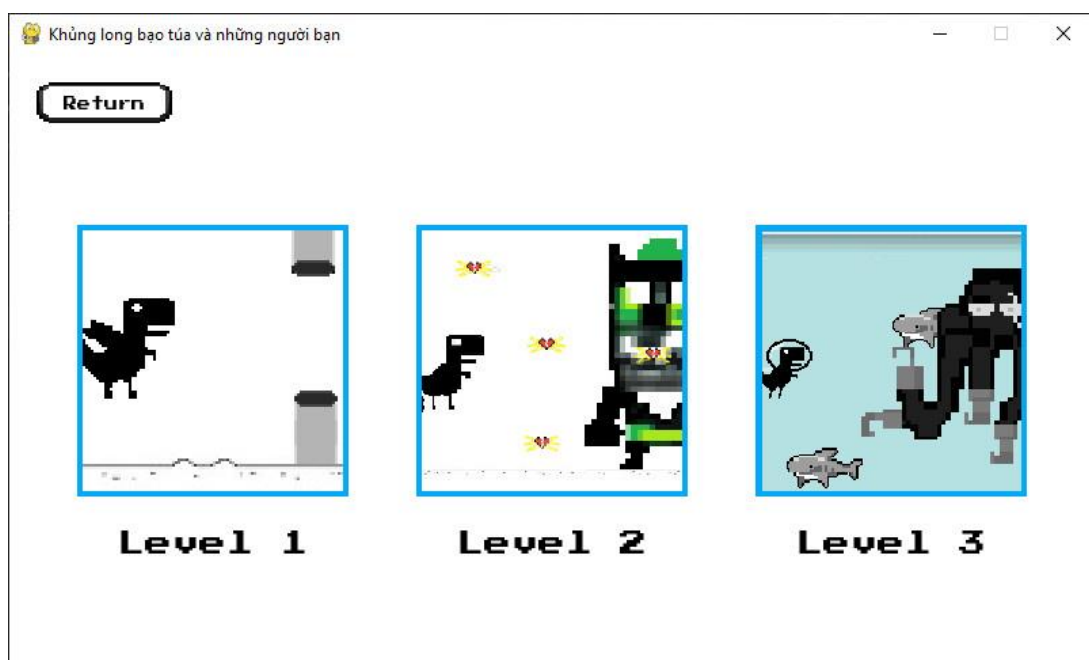 Khủng long bạo túa và những người bạn
Return
Level 1
Level 2
Level 3